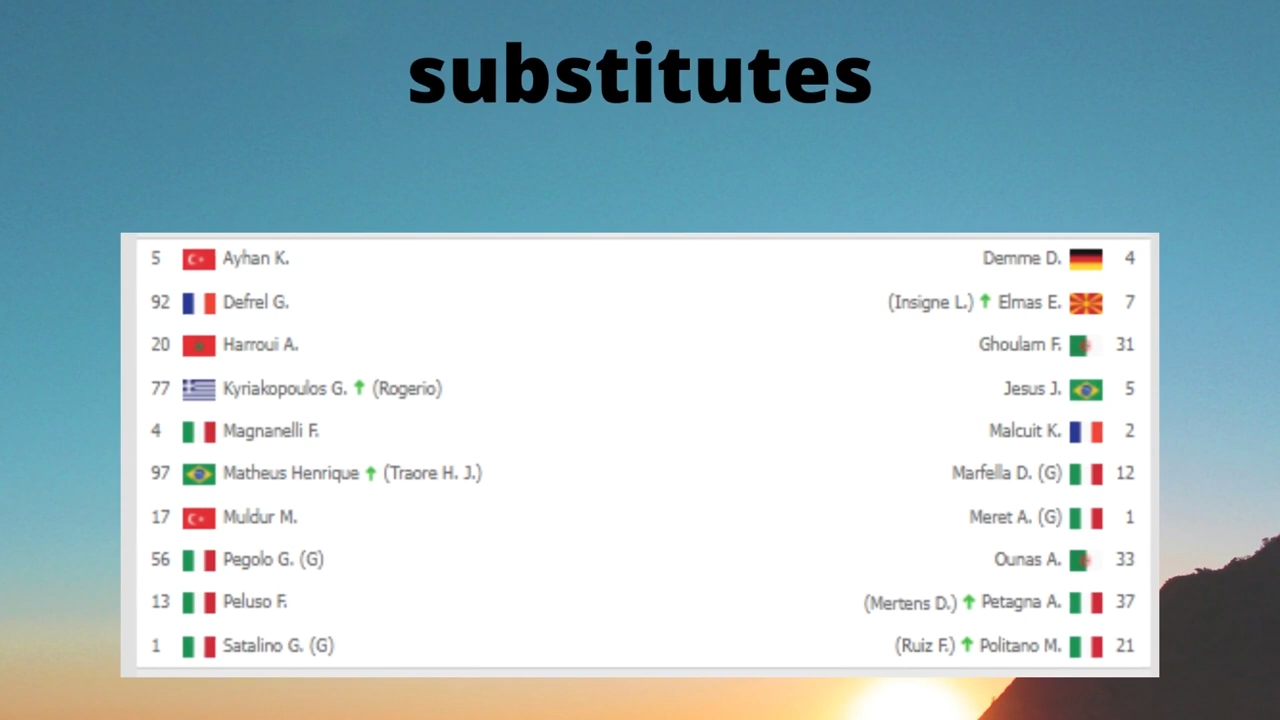 substitutes
5 Ayhan K. Demme D. 4
92 Defrel G. (Insigne L.) ↑ Elmas E. 7
20 Harroui A. Ghoulam F. 31
77 Kyriakopoulos G. ↑ (Rogerio) Jesus J. 5
4 Magnanelli F. Malcuit K. 2
97 Matheus Henrique ↑ (Traore H. J.) Marfella D. (G) 12
17 Muldur M. Meret A. (G) 1
56 Pegolo G. (G) Ounas A. 33
13 Peluso F. (Mertens D.) ↑ Petagna A. 37
1 Satalino G. (G) (Ruiz F.) ↑ Politano M. 21